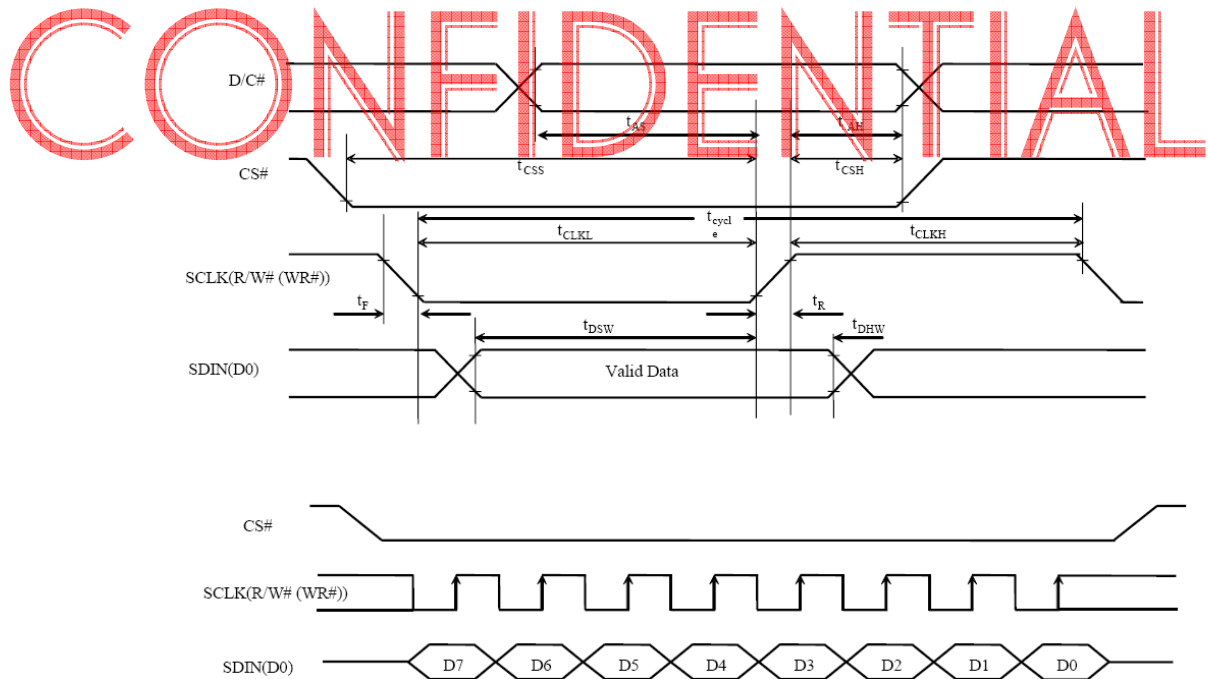 CONFIDENTIAL
D/C#
tAS
tAH
CS#
tCSS
tCSH
tcycl
e
tCLKL
tCLKH
SCLK(R/W# (WR#))
tF
tR
tDSW
tDHW
SDIN(D0)
Valid Data
CS#
SCLK(R/W# (WR#))
SDIN(D0)
D7 D6 D5 D4 D3 D2 D1 D0